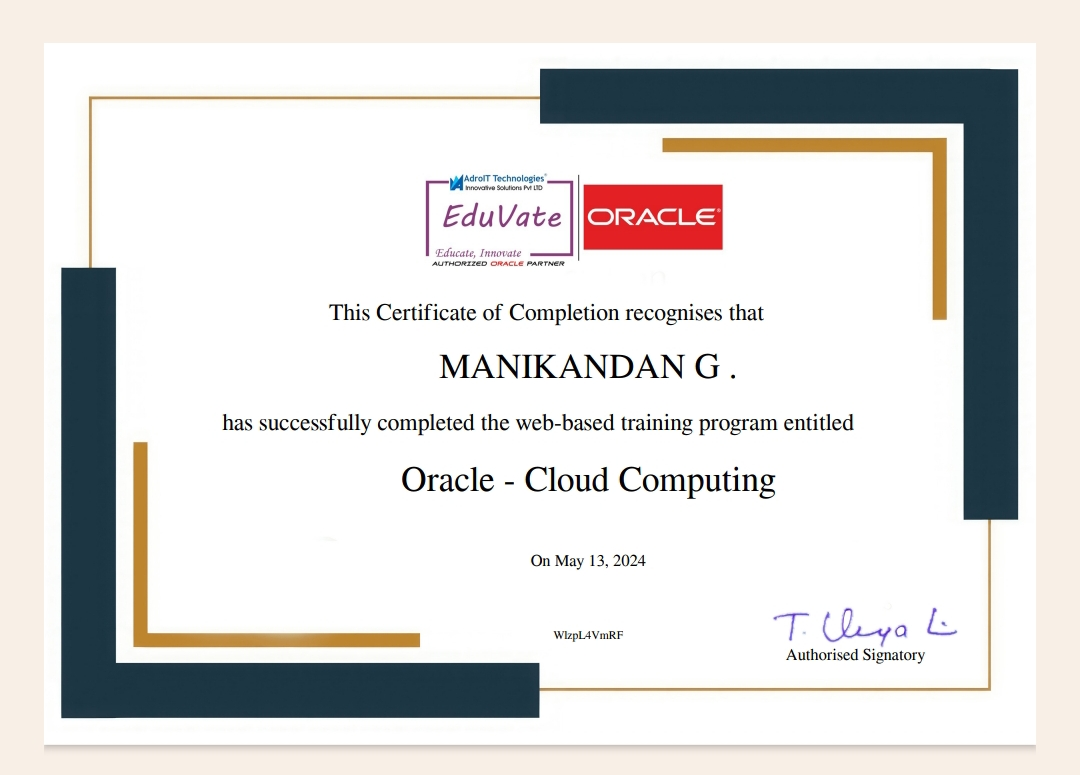 AdroIT Technologies
Innovative Solutions Pvt LTD
EduVate
Educate, Innovate
AUTHORIZED ORACLE PARTNER
ORACLE
This Certificate of Completion recognises that
MANIKANDAN G .
has successfully completed the web-based training program entitled
Oracle - Cloud Computing
On May 13, 2024
WlzpL4VmRF
T.
Authorised Signatory